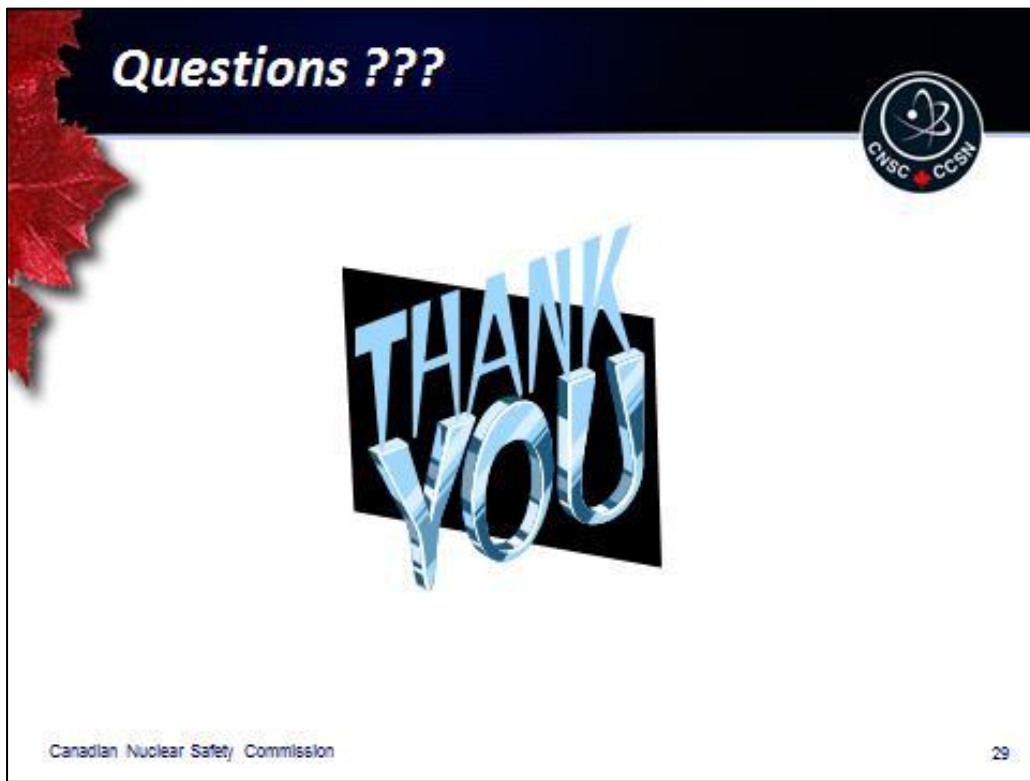 Questions ???
CNSC CCSN
THANK
YOU
Canadian Nuclear Safety Commission
29